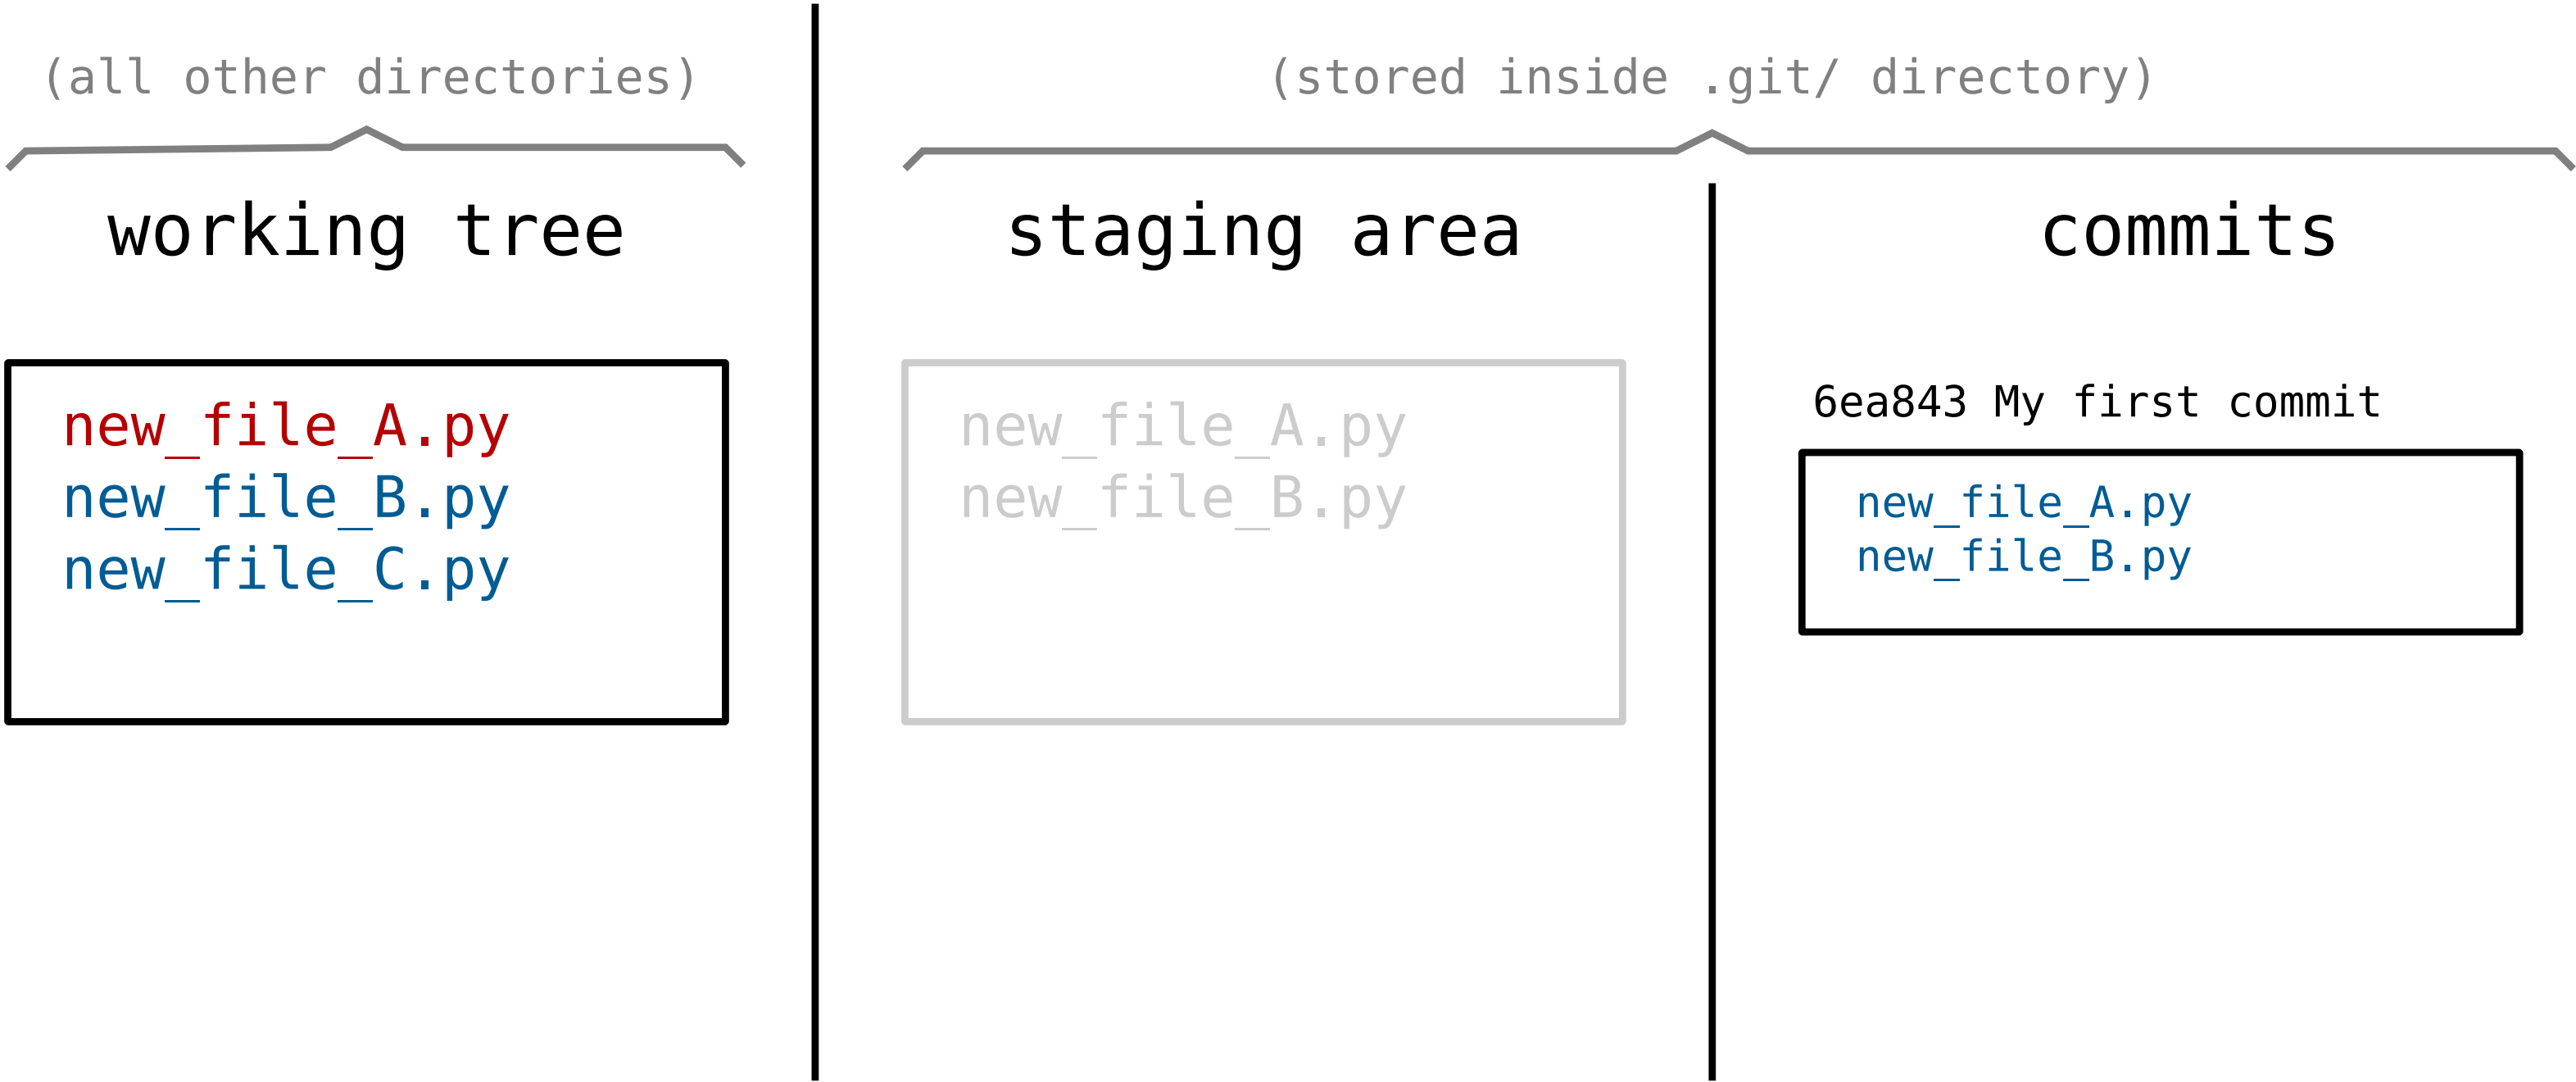 (all other directories)
(stored inside .git/ directory)
working tree
staging area
commits
new_file_A.py
new_file_B.py
new_file_C.py
new_file_A.py
new_file_B.py
6ea843 My first commit
new_file_A.py
new_file_B.py